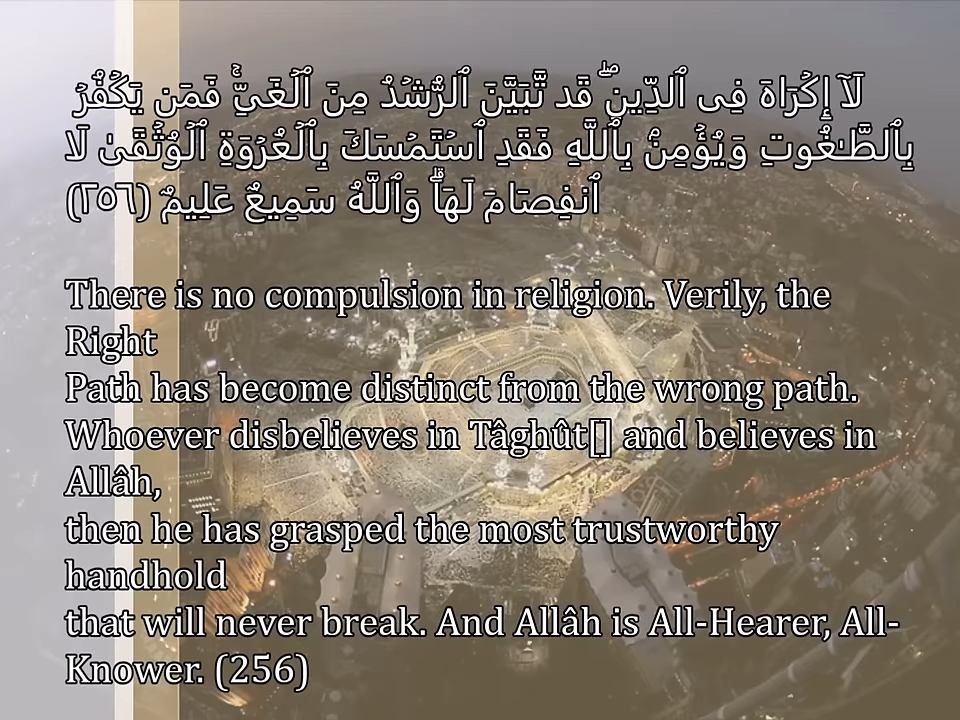 لَآ إِكۡرَاهَ فِى ٱلدِّينِ‌ۖ قَد تَّبَيَّنَ ٱلرُّشۡدُ مِنَ ٱلۡغَىِّ‌ۚ فَمَن يَكۡفُرۡ
بِٱلطَّـٰغُوتِ وَيُؤۡمِنۢ بِٱللَّهِ فَقَدِ ٱسۡتَمۡسَكَ بِٱلۡعُرۡوَةِ ٱلۡوُثۡقَىٰ لَا
ٱنفِصَامَ لَهَا‌ۗ وَٱللَّهُ سَمِيعٌ عَلِيمٌ (٢٥٦)
There is no compulsion in religion. Verily, the
Right
Path has become distinct from the wrong path.
Whoever disbelieves in Tâghût[] and believes in
Allâh,
then he has grasped the most trustworthy
handhold
that will never break. And Allâh is All-Hearer, All-
Knower. (256)